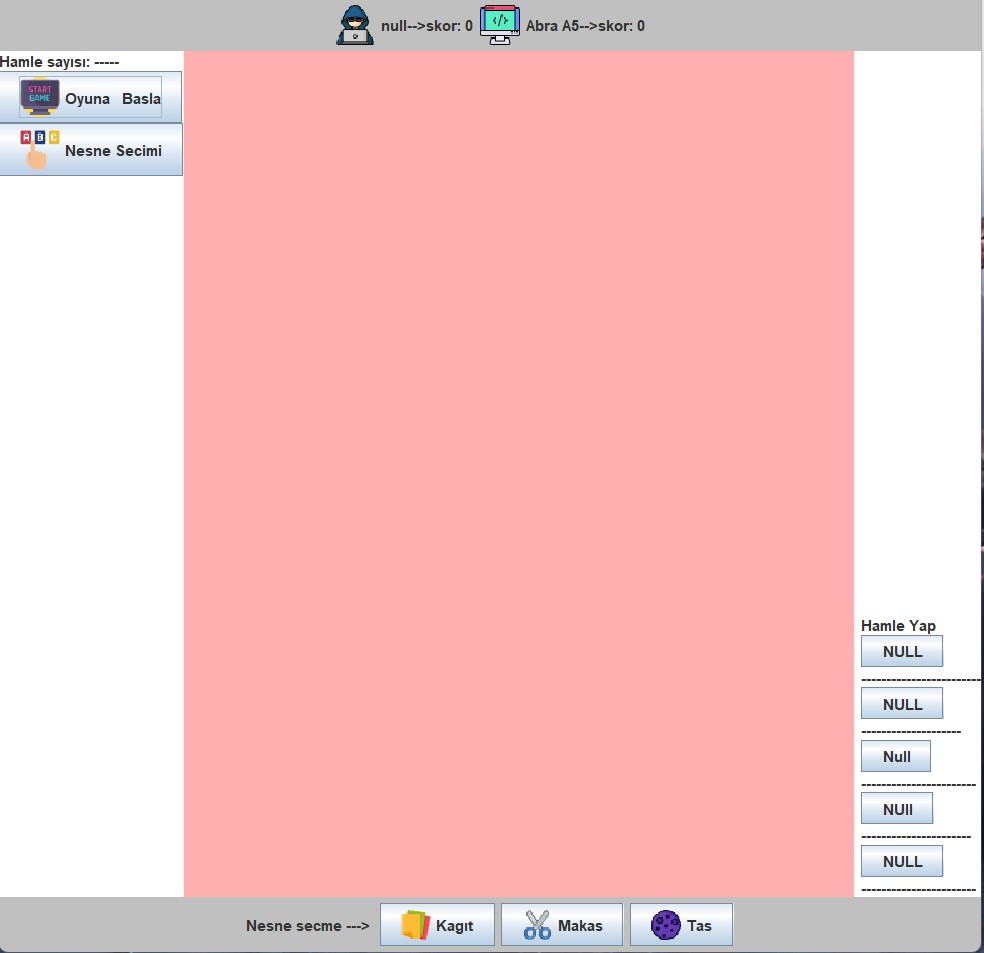 null-->skor: 0 Abra A5-->skor: 0
Hamle sayısı: -----
START
GAME
Oyuna Basla
A B C
Nesne Secimi
Hamle Yap
NULL
------------------------
NULL
--------------------
Null
-----------------------
NUll
----------------------
NULL
-----------------------
Nesne secme ---> Kagıt Makas Tas